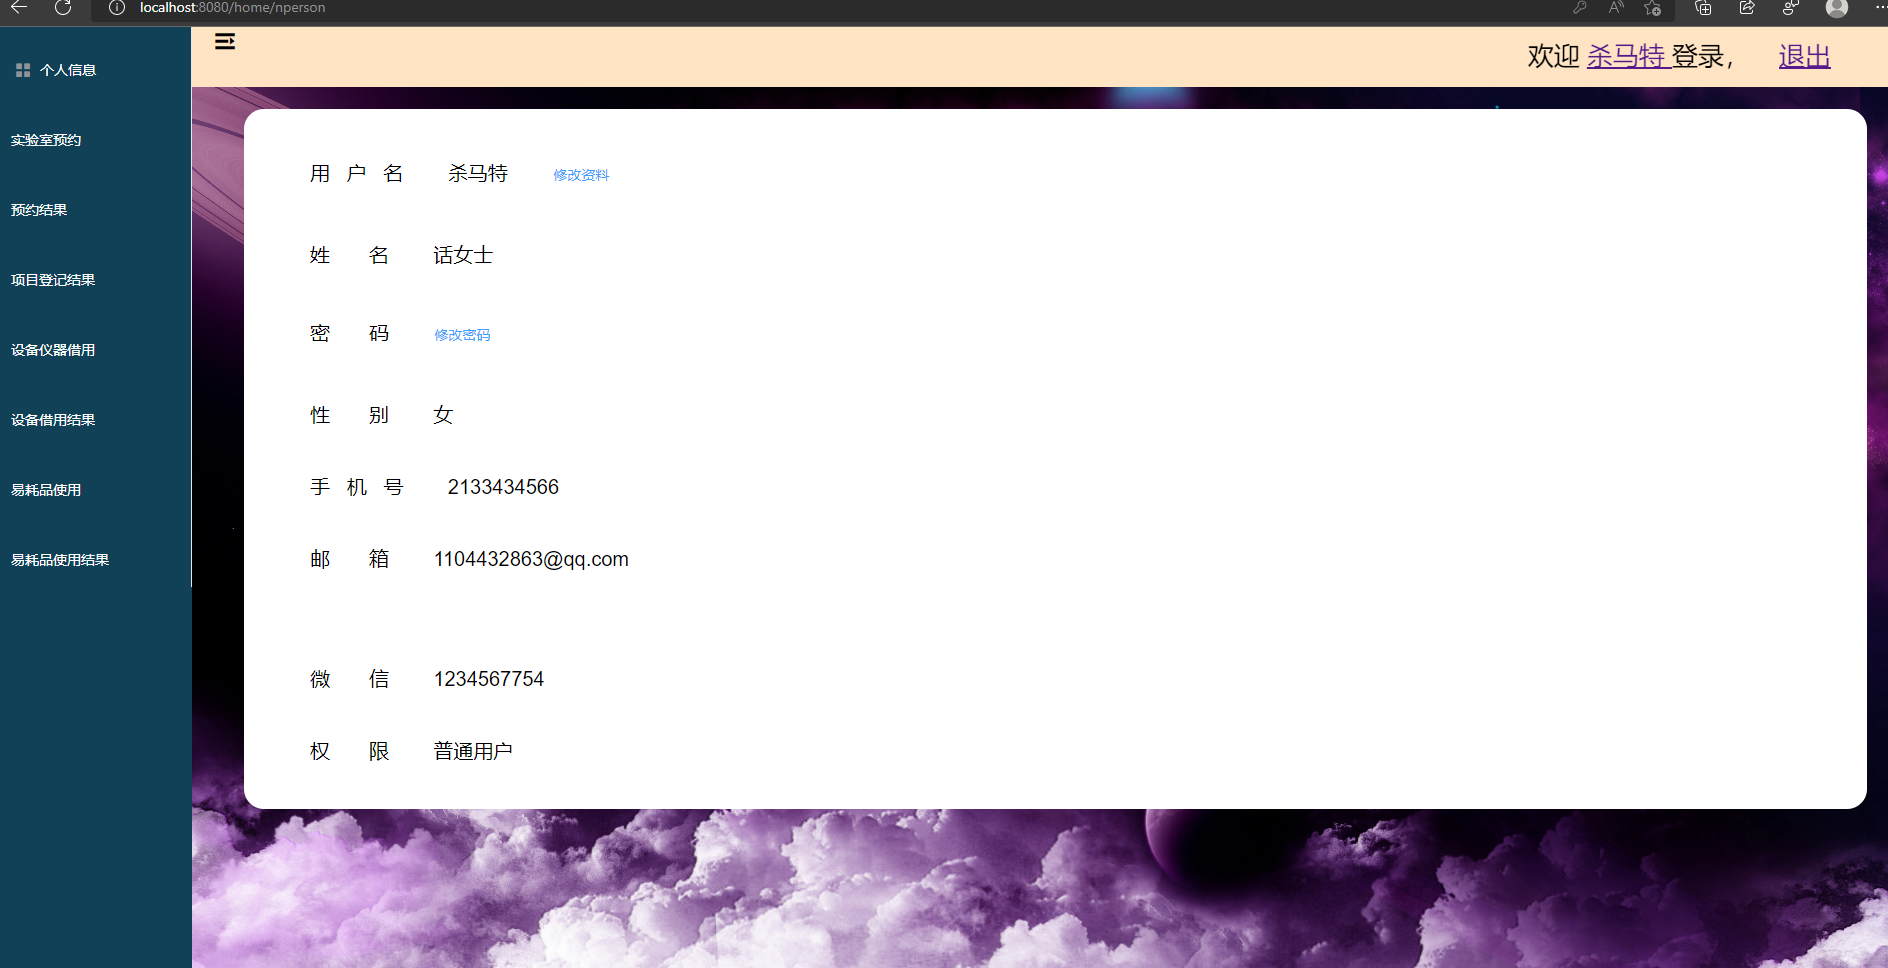 localhost:8080/home/nperson
欢迎 杀马特 登录， 退出
个人信息
实验室预约
预约结果
项目登记结果
设备仪器借用
设备借用结果
易耗品使用
易耗品使用结果
用 户 名 杀马特 修改资料
姓 名 话女士
密 码 修改密码
性 别 女
手 机 号 2133434566
邮 箱 1104432863@qq.com
微 信 1234567754
权 限 普通用户